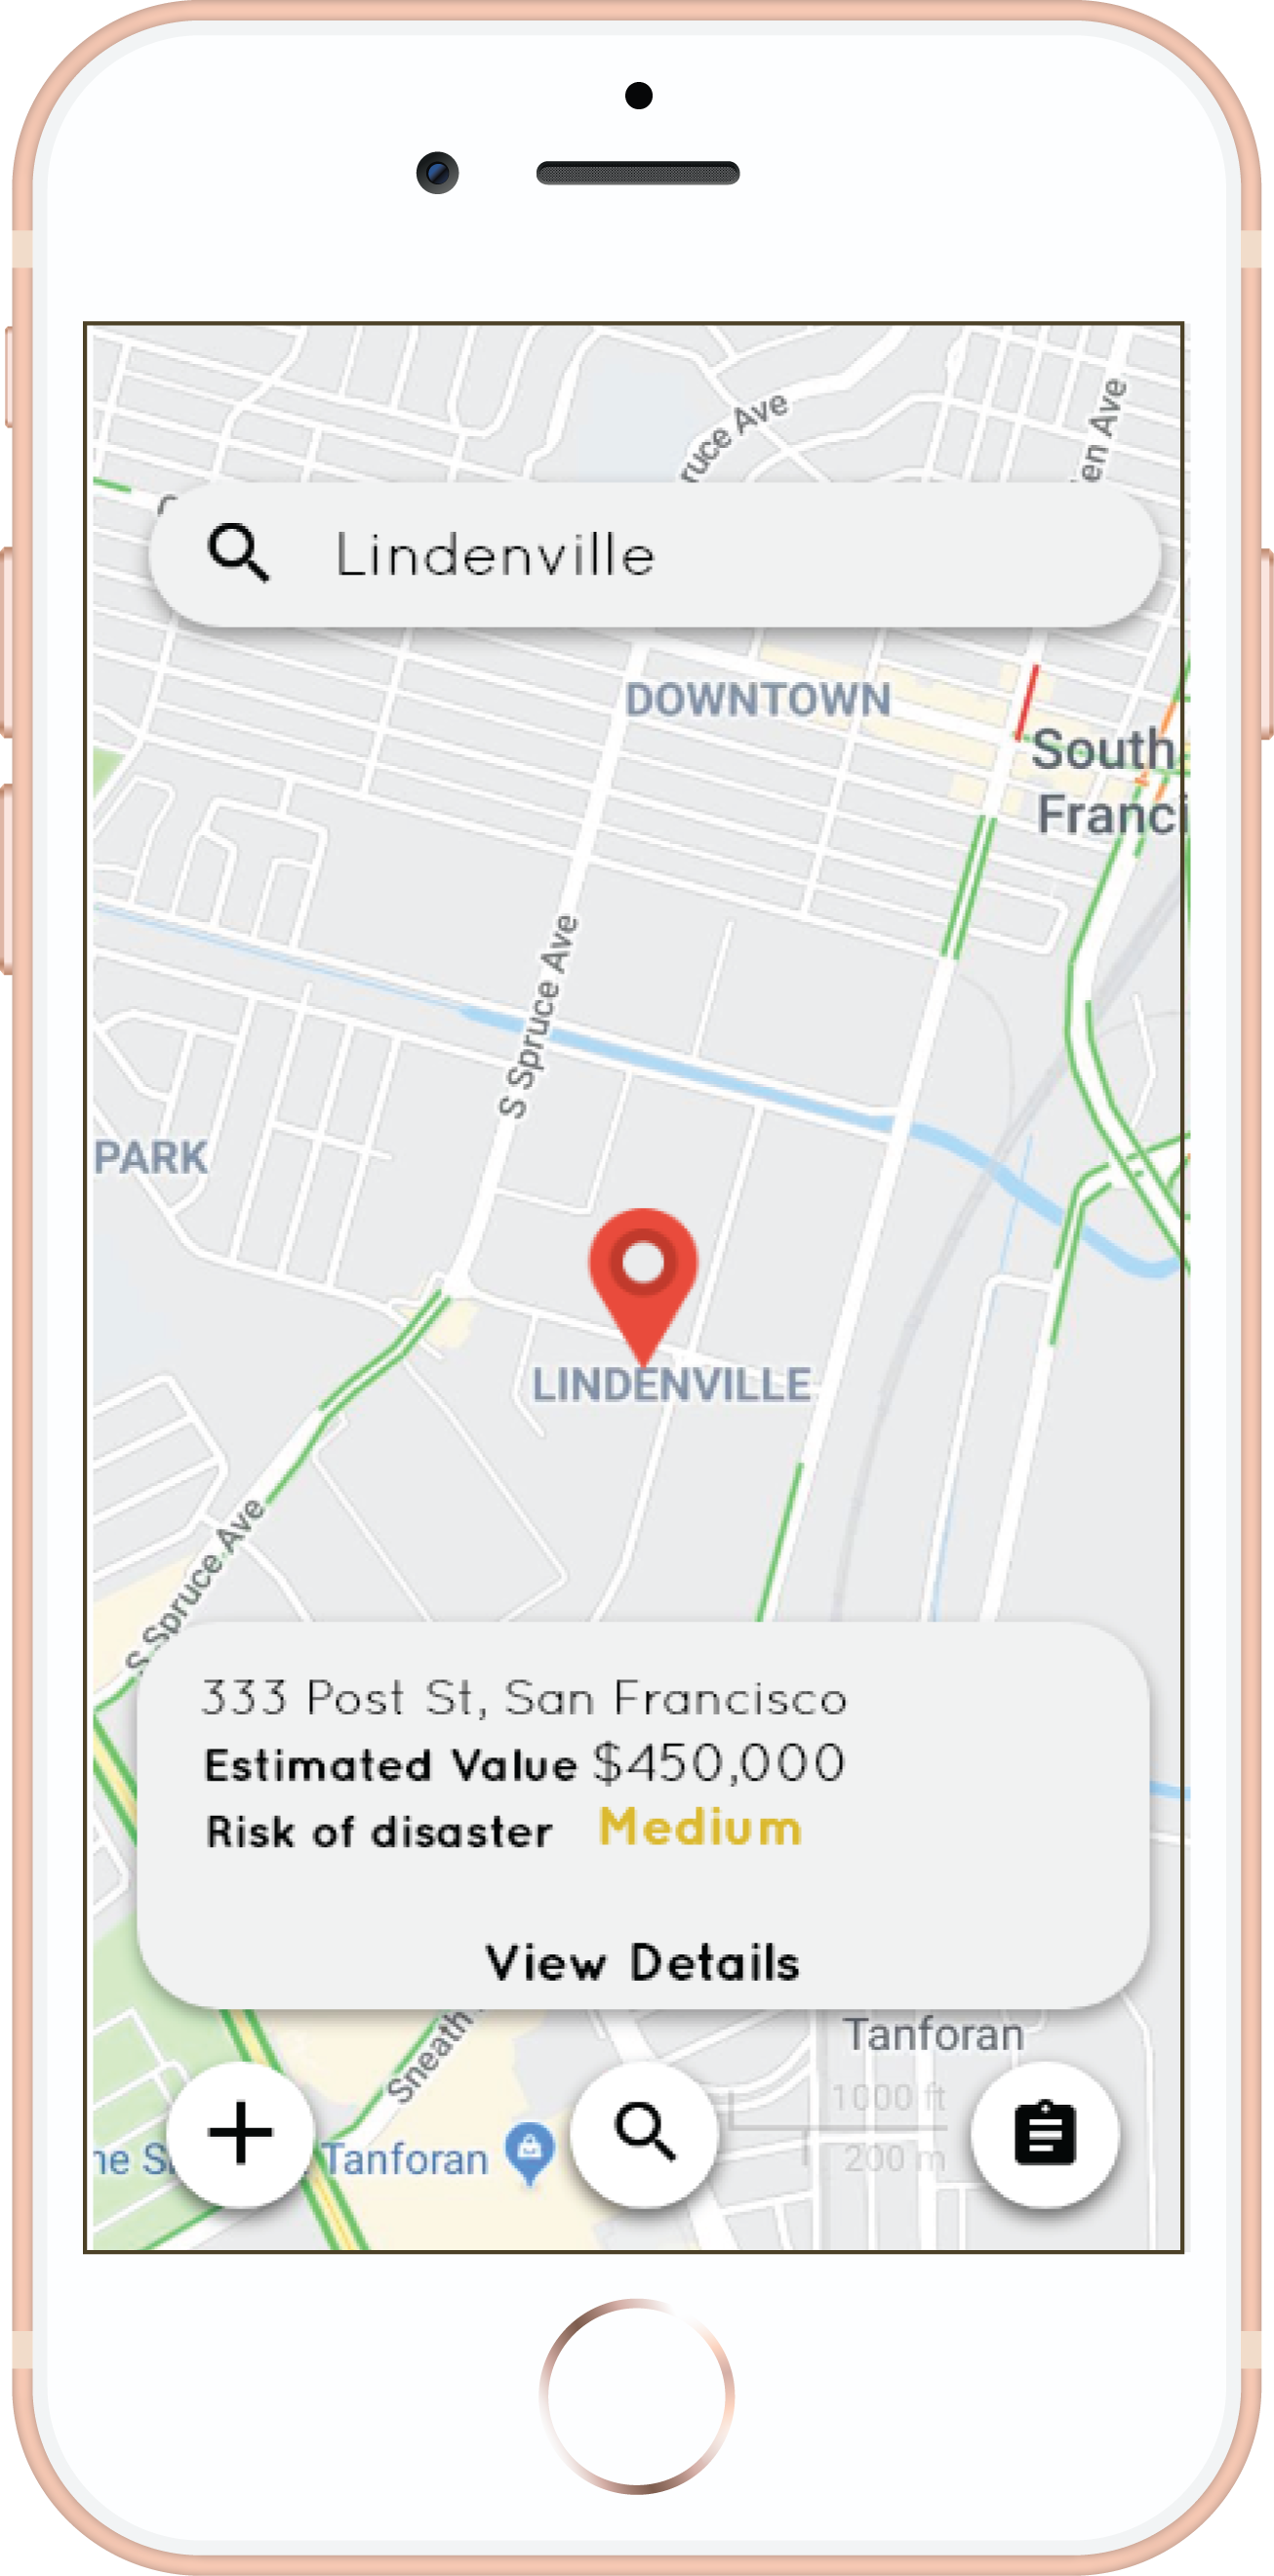 ruce Ave
en Ave
Lindenville
DOWNTOWN
South
Franci
S Spruce Ave
PARK
LINDENVILLE
S Spruce Ave
333 Post St, San Francisco
Estimated Value $450,000
Risk of disaster Medium
View Details
Sneath
Tanforan
1000 ft
200 m
ne S
Tanforan